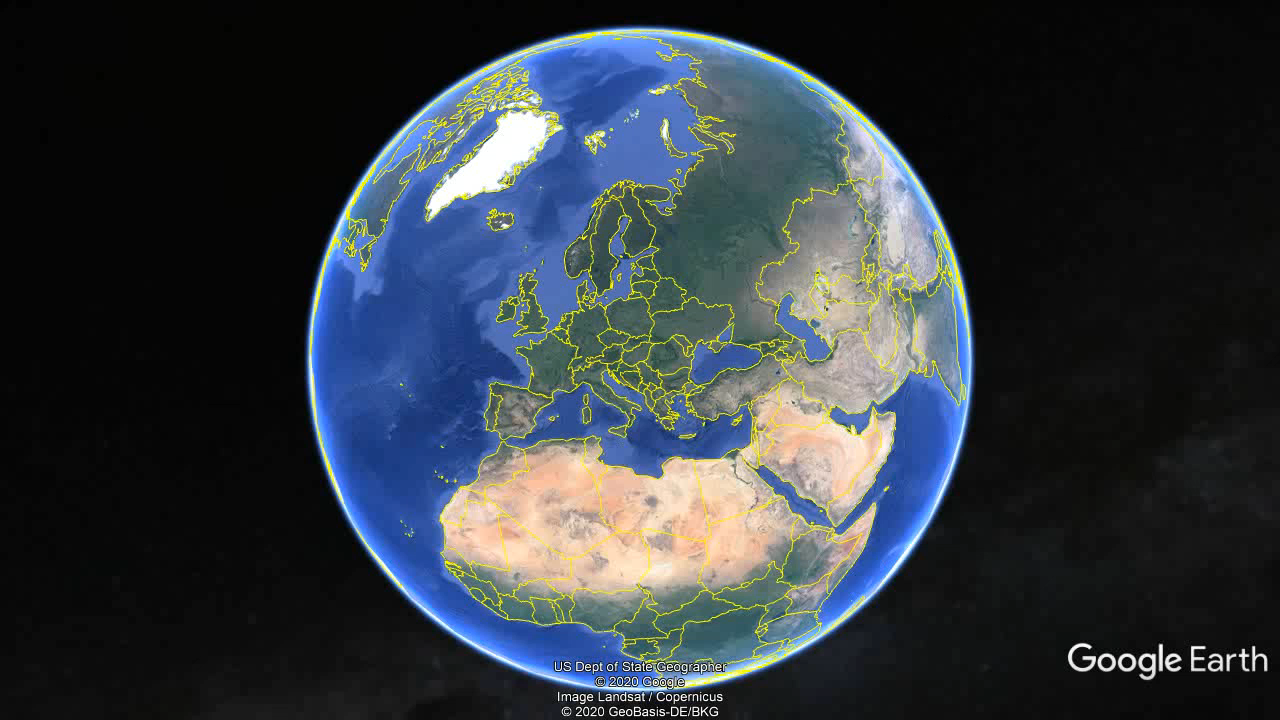 Google Earth
US Dept of State Geographer
© 2020 Google
Image Landsat / Copernicus
© 2020 GeoBasis-DE/BKG